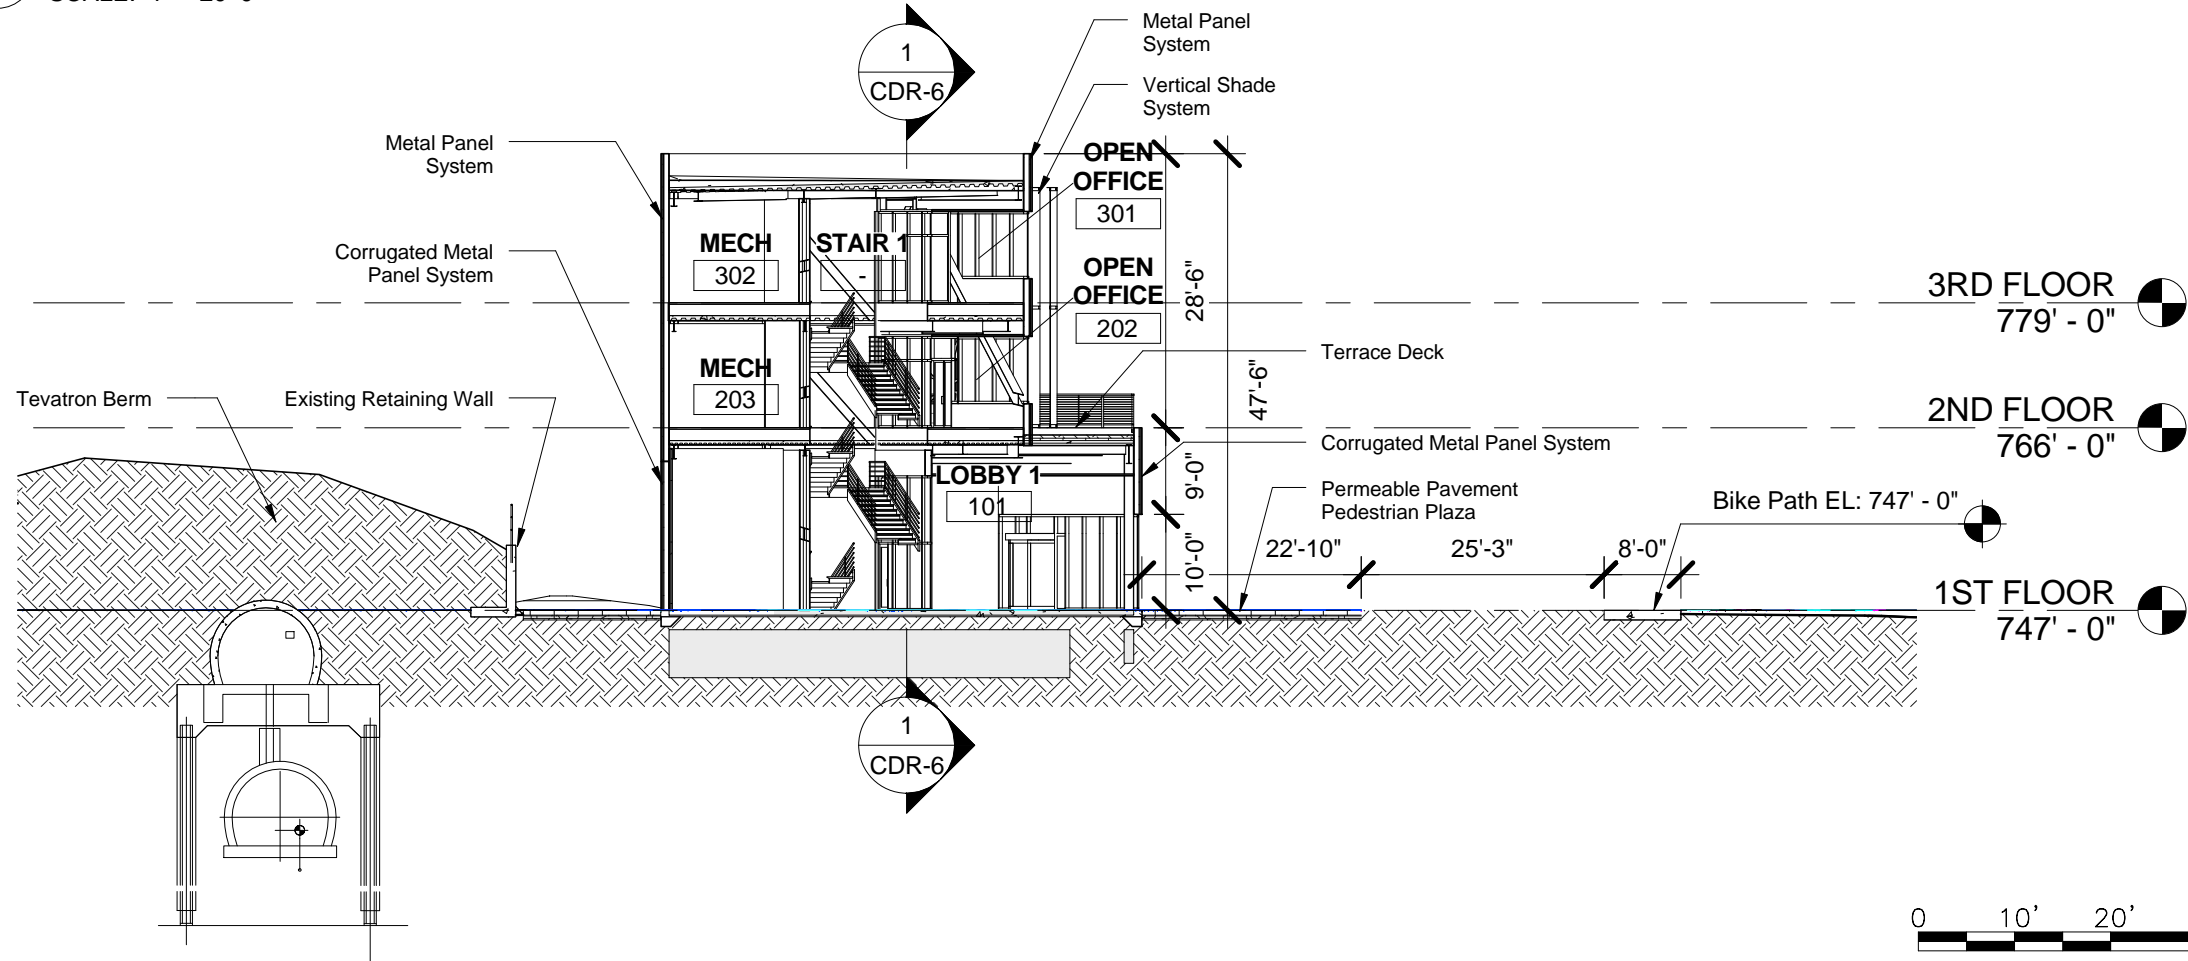 1
CDR-6
Metal Panel
System
Vertical Shade
System
Metal Panel
System
Corrugated Metal
Panel System
OPEN
OFFICE
301
MECH
302
STAIR 1
-
OPEN
OFFICE
202
28'-6"
3RD FLOOR
779' - 0"
Terrace Deck
MECH
203
47'-6"
Tevatron Berm
Existing Retaining Wall
2ND FLOOR
766' - 0"
Corrugated Metal Panel System
LOBBY 1
101
9'-0"
Permeable Pavement
Pedestrian Plaza
Bike Path EL: 747' - 0"
10'-0"
22'-10"
25'-3"
8'-0"
1ST FLOOR
747' - 0"
1
CDR-6
0 10' 20'